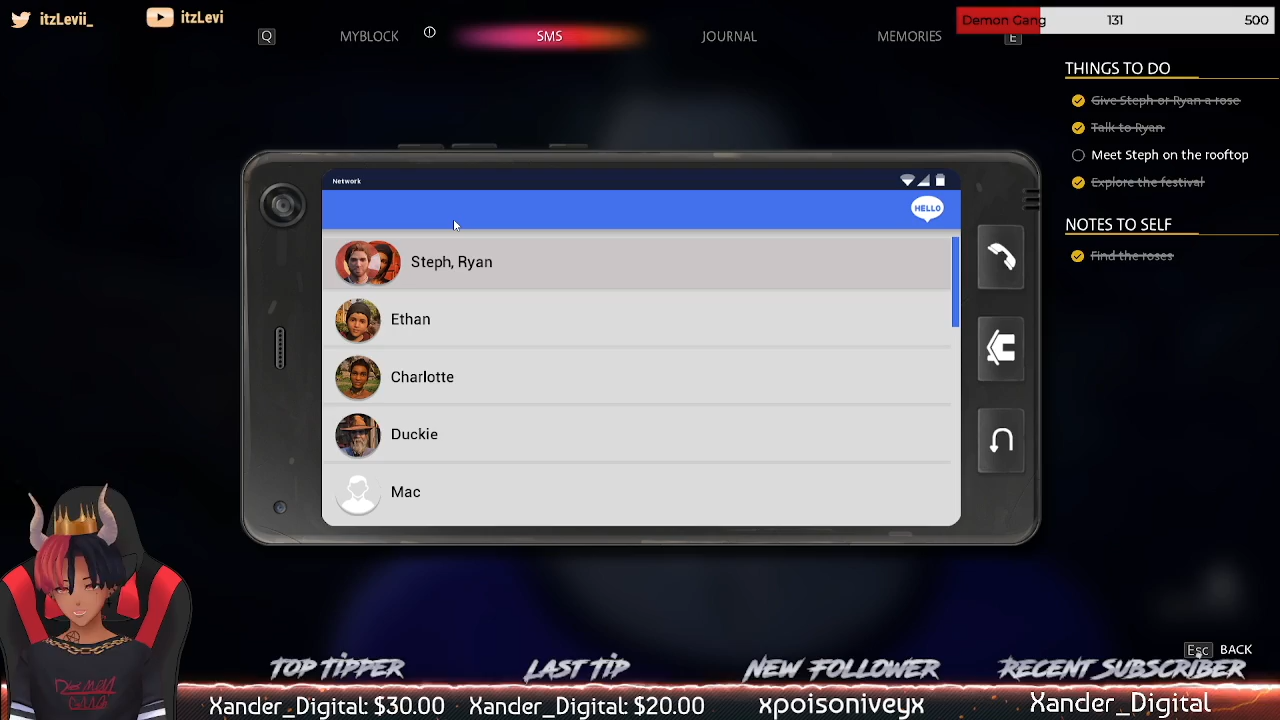 itzLevii_
itzLevi
Q
MYBLOCK
SMS
JOURNAL
MEMORIES
E
Demon Gang 131 500
THINGS TO DO
Give Steph or Ryan a rose
Talk to Ryan
Meet Steph on the rooftop
Explore the festival
NOTES TO SELF
Find the roses
Network
HELLO
Steph, Ryan
Ethan
Charlotte
Duckie
Mac
Esc BACK
TOP TIPPER
LAST TIP
NEW FOLLOWER
RECENT SUBSCRIBER
Xander_Digital: $30.00
Xander_Digital: $20.00
xpoisoniveyx
Xander_Digital